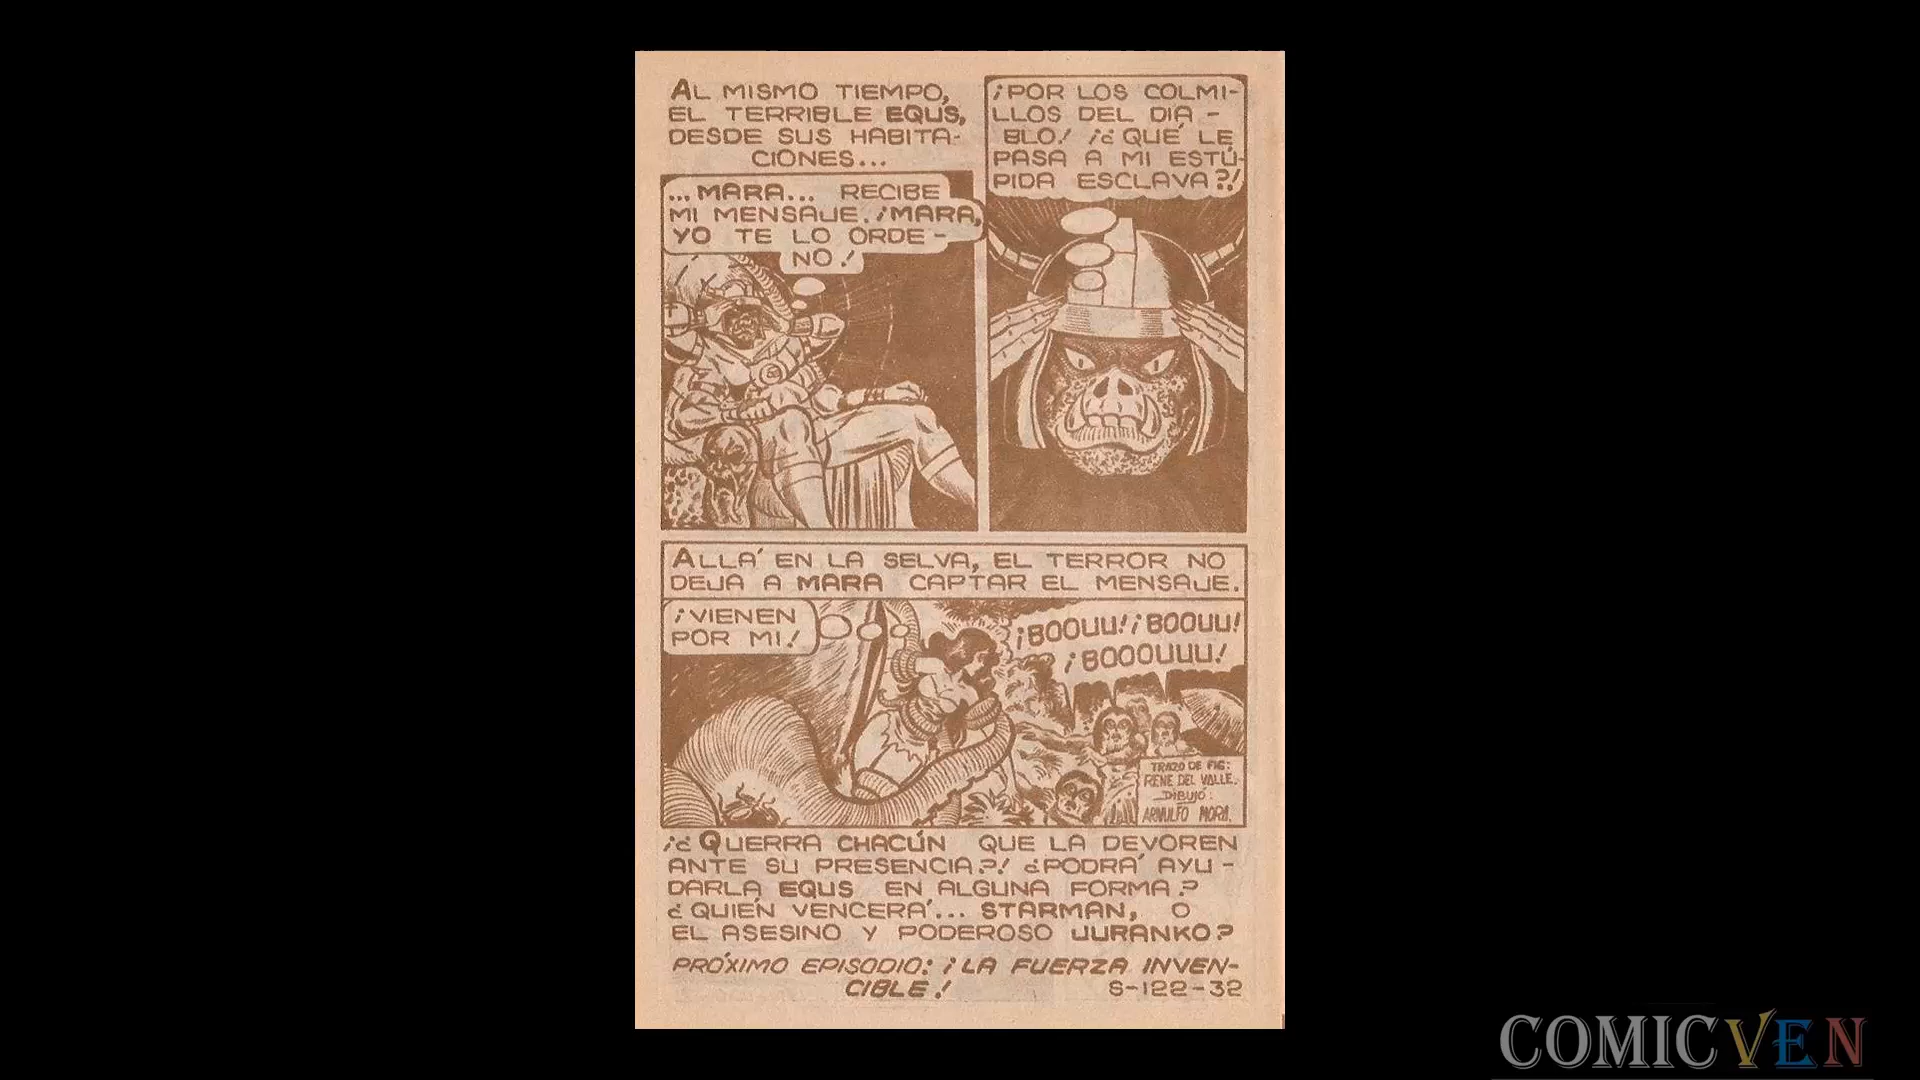 AL MISMO TIEMPO,
EL TERRIBLE EQUS,
DESDE SUS HABITA-
CIONES...
...MARA... RECIBE
MI MENSAJE. ¡MARA,
YO TE LO ORDE-
NO!
¡POR LOS COLMI-
LLOS DEL DIA-
BLO! ¡¿QUÉ LE
PASA A MI ESTÚ-
PIDA ESCLAVA?!
ALLÁ EN LA SELVA, EL TERROR NO
DEJA A MARA CAPTAR EL MENSAJE.
¡VIENEN
POR MI!
¡BOOUU! ¡BOOUU!
¡BOOOUUU!
TRAZO DE FIG:
RENE DEL VALLE.
DIBUJO:
ARNULFO MORA.
¡¿QUERRA CHACÚN QUE LA DEVOREN
ANTE SU PRESENCIA?! ¿PODRÁ AYU-
DARLA EQUS EN ALGUNA FORMA?
¿QUIÉN VENCERÁ... STARMAN, O
EL ASESINO Y PODEROSO JURANKO?
PRÓXIMO EPISODIO: ¡LA FUERZA INVEN-
CIBLE!
S-122-32
COMICVEN